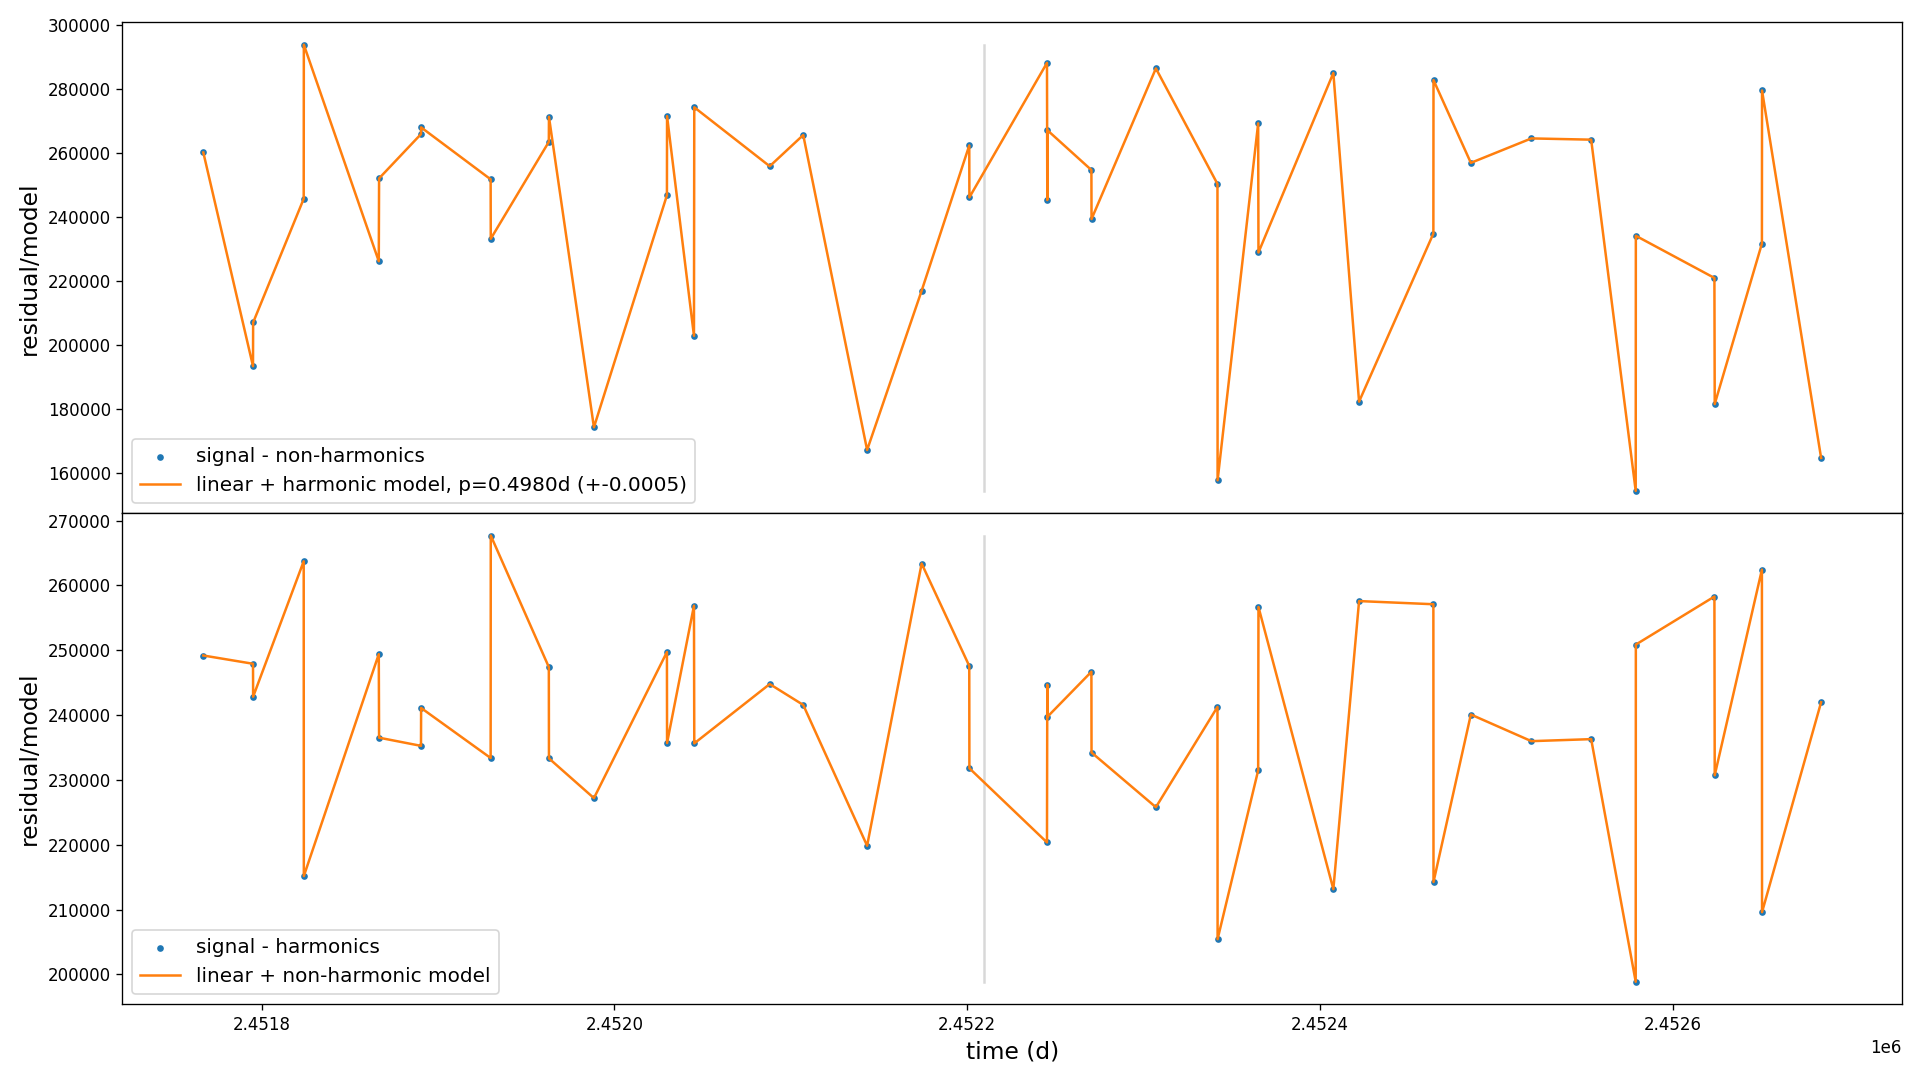 300000
280000
260000
240000
220000
200000
180000
160000
residual/model
signal - non-harmonics
linear + harmonic model, p=0.4980d (+-0.0005)
270000
260000
250000
240000
230000
220000
210000
200000
residual/model
signal - harmonics
linear + non-harmonic model
2.4518 2.4520 2.4522 2.4524 2.4526
time (d)
1e6